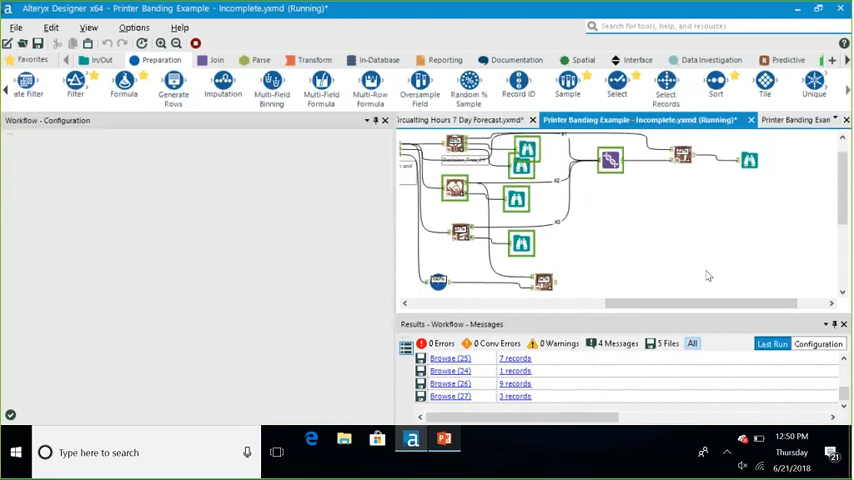 Alteryx Designer x64 - Printer Banding Example - Incomplete.yxmd (Running)*
File Edit View Options Help
Search for tools, help, and resources
Favorites In/Out Preparation Join Parse Transform In-Database Reporting Documentation Spatial Interface Data Investigation Predictive
ate Filter Filter Formula Generate Rows Imputation Multi-Field Binning Multi-Field Formula Multi-Row Formula Oversample Field Random % Sample Record ID Sample Select Select Records Sort Tile Unique
Workflow - Configuration
Circuaiting Hours 7 Day Forecast.yxmd* Printer Banding Example - Incomplete.yxmd (Running)* Printer Banding Exam
#1
#2
Results - Workflow - Messages
0 Errors 0 Conv Errors 0 Warnings 4 Messages 5 Files All Last Run Configuration
Browse (25) 7 records
Browse (24) 1 records
Browse (26) 9 records
Browse (27) 3 records
Type here to search
12:50 PM
Thursday
6/21/2018
21